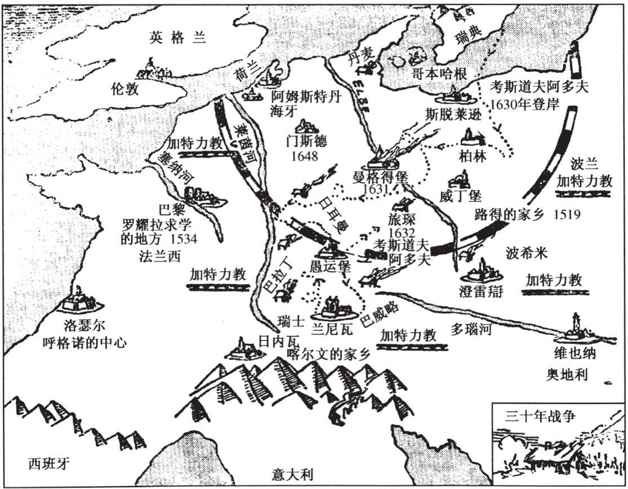 英格兰
伦敦
荷兰
丹麦
瑞典
哥本哈根
考斯道夫阿多夫
1630年登岸
阿姆斯特丹
海牙
ELBE
斯脱莱逊
门斯德
1648
莱茵河
加特力教
塞纳河
柏林
曼格得堡
1631
威丁堡
波兰
加特力教
日耳曼
巴黎
罗耀拉求学
的地方 1534
法兰西
旅琛
1632
路得的家乡 1519
考斯道夫
阿多夫
愚运堡
波希米
加特力教
巴拉丁
加特力教
澄雷搿
洛瑟尔
呼格诺的中心
瑞士
兰尼瓦
巴威略
多瑙河
加特力教
日内瓦
喀尔文的家乡
维也纳
奥地利
三十年战争
西班牙
意大利